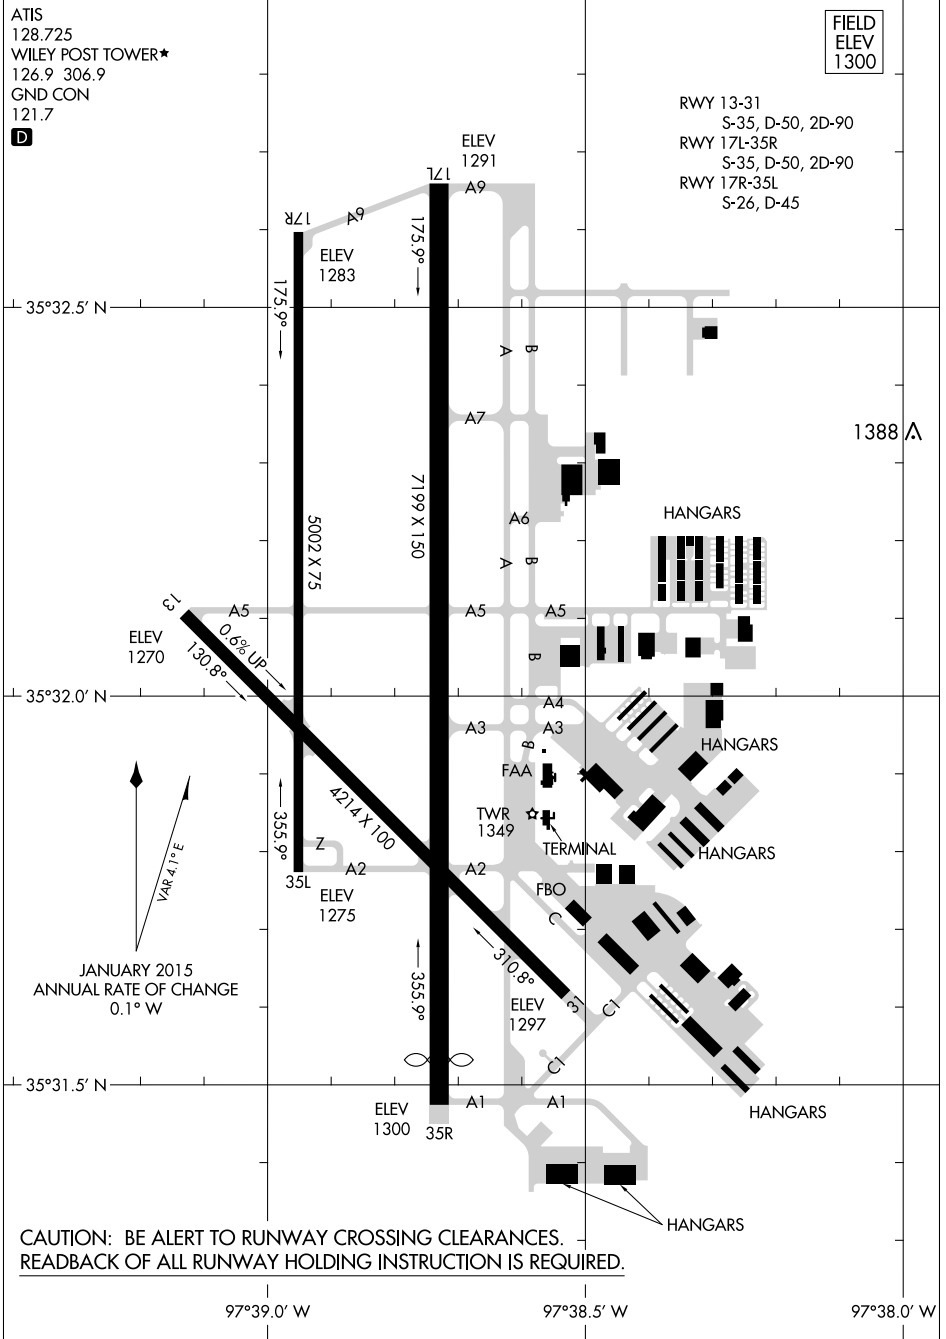 ATIS
128.725
WILEY POST TOWER★
126.9 306.9
GND CON
121.7
D
FIELD
ELEV
1300
RWY 13-31
S-35, D-50, 2D-90
RWY 17L-35R
S-35, D-50, 2D-90
RWY 17R-35L
S-26, D-45
ELEV
1291
17L
A9
17R
A9
ELEV
1283
175.9°
175.9°
35°32.5' N
A
B
A7
1388
7199 X 150
5002 X 75
A6
HANGARS
A
B
13
A5
A5
A5
ELEV
1270
0.6% UP
130.8°
B
35°32.0' N
A4
A3
A3
B
HANGARS
FAA
4214 X 100
TWR
1349
TERMINAL
HANGARS
355.9°
Z
A2
A2
35L
ELEV
1275
FBO
C
VAR 4.1° E
JANUARY 2015
ANNUAL RATE OF CHANGE
0.1° W
310.8°
355.9°
ELEV
1297
31
C1
C1
35°31.5' N
A1
A1
ELEV
1300
35R
HANGARS
HANGARS
CAUTION: BE ALERT TO RUNWAY CROSSING CLEARANCES.
READBACK OF ALL RUNWAY HOLDING INSTRUCTION IS REQUIRED.
97°39.0' W
97°38.5' W
97°38.0' W